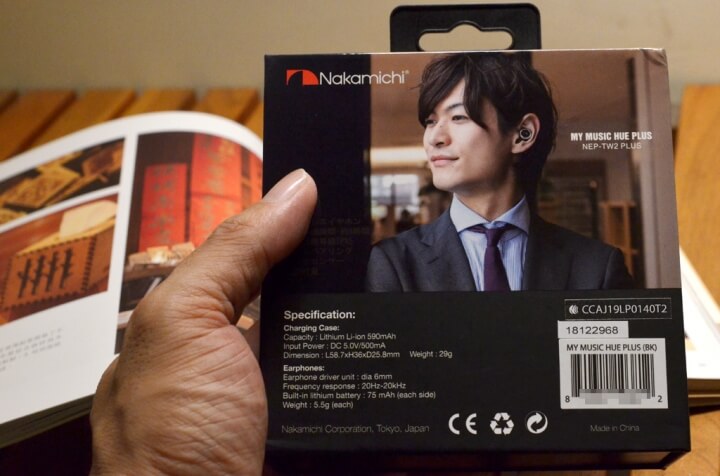 Nakamichi®
MY MUSIC HUE PLUS
NEP-TW2 PLUS
Specification:
Charging Case:
Capacity : Lithium Li-ion 590mAh
Input Power : DC 5.0V/500mA
Dimension : L58.7xH36xD25.8mm Weight : 29g
Earphones:
Earphone driver unit : dia 6mm
Frequency response : 20Hz-20kHz
Built-in lithium battery : 75 mAh (each side)
Weight : 5.5g (each)
Nakamichi Corporation, Tokyo, Japan
CE
CCAJ19LP0140T2
18122968
MY MUSIC HUE PLUS (BK)
8 2
Made in China